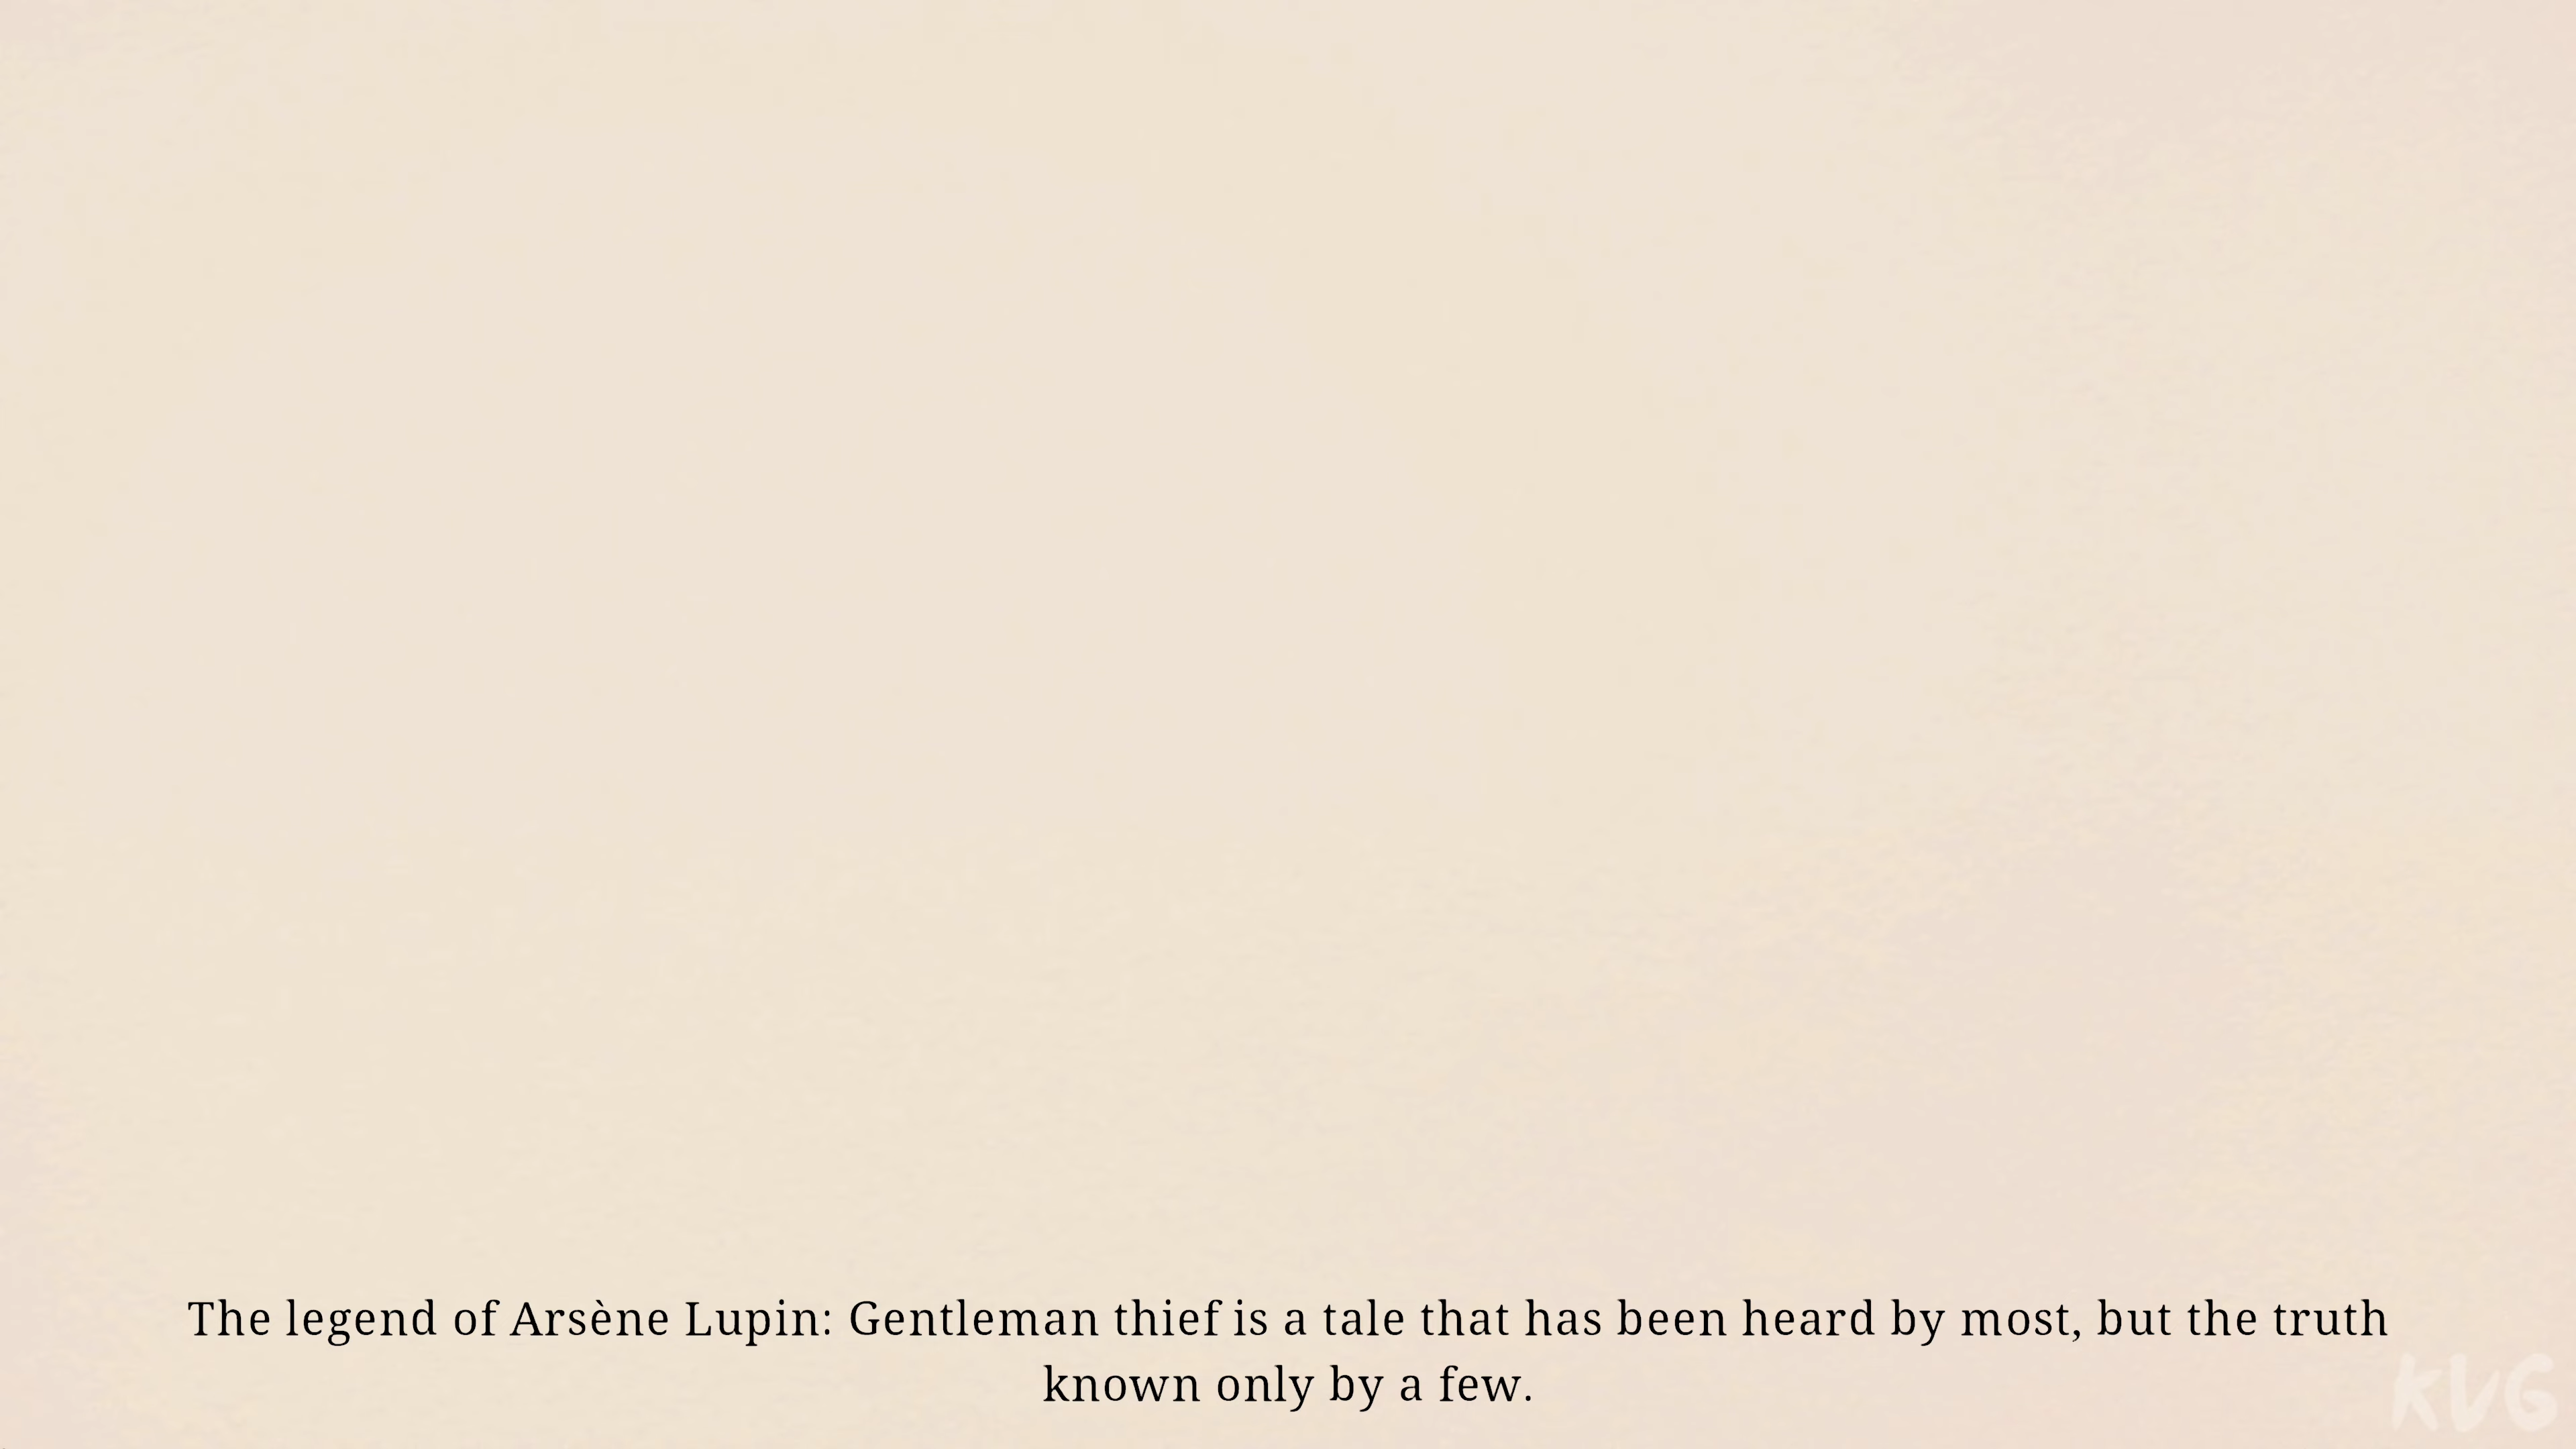 The legend of Arsène Lupin: Gentleman thief is a tale that has been heard by most, but the truth
known only by a few.
KVG